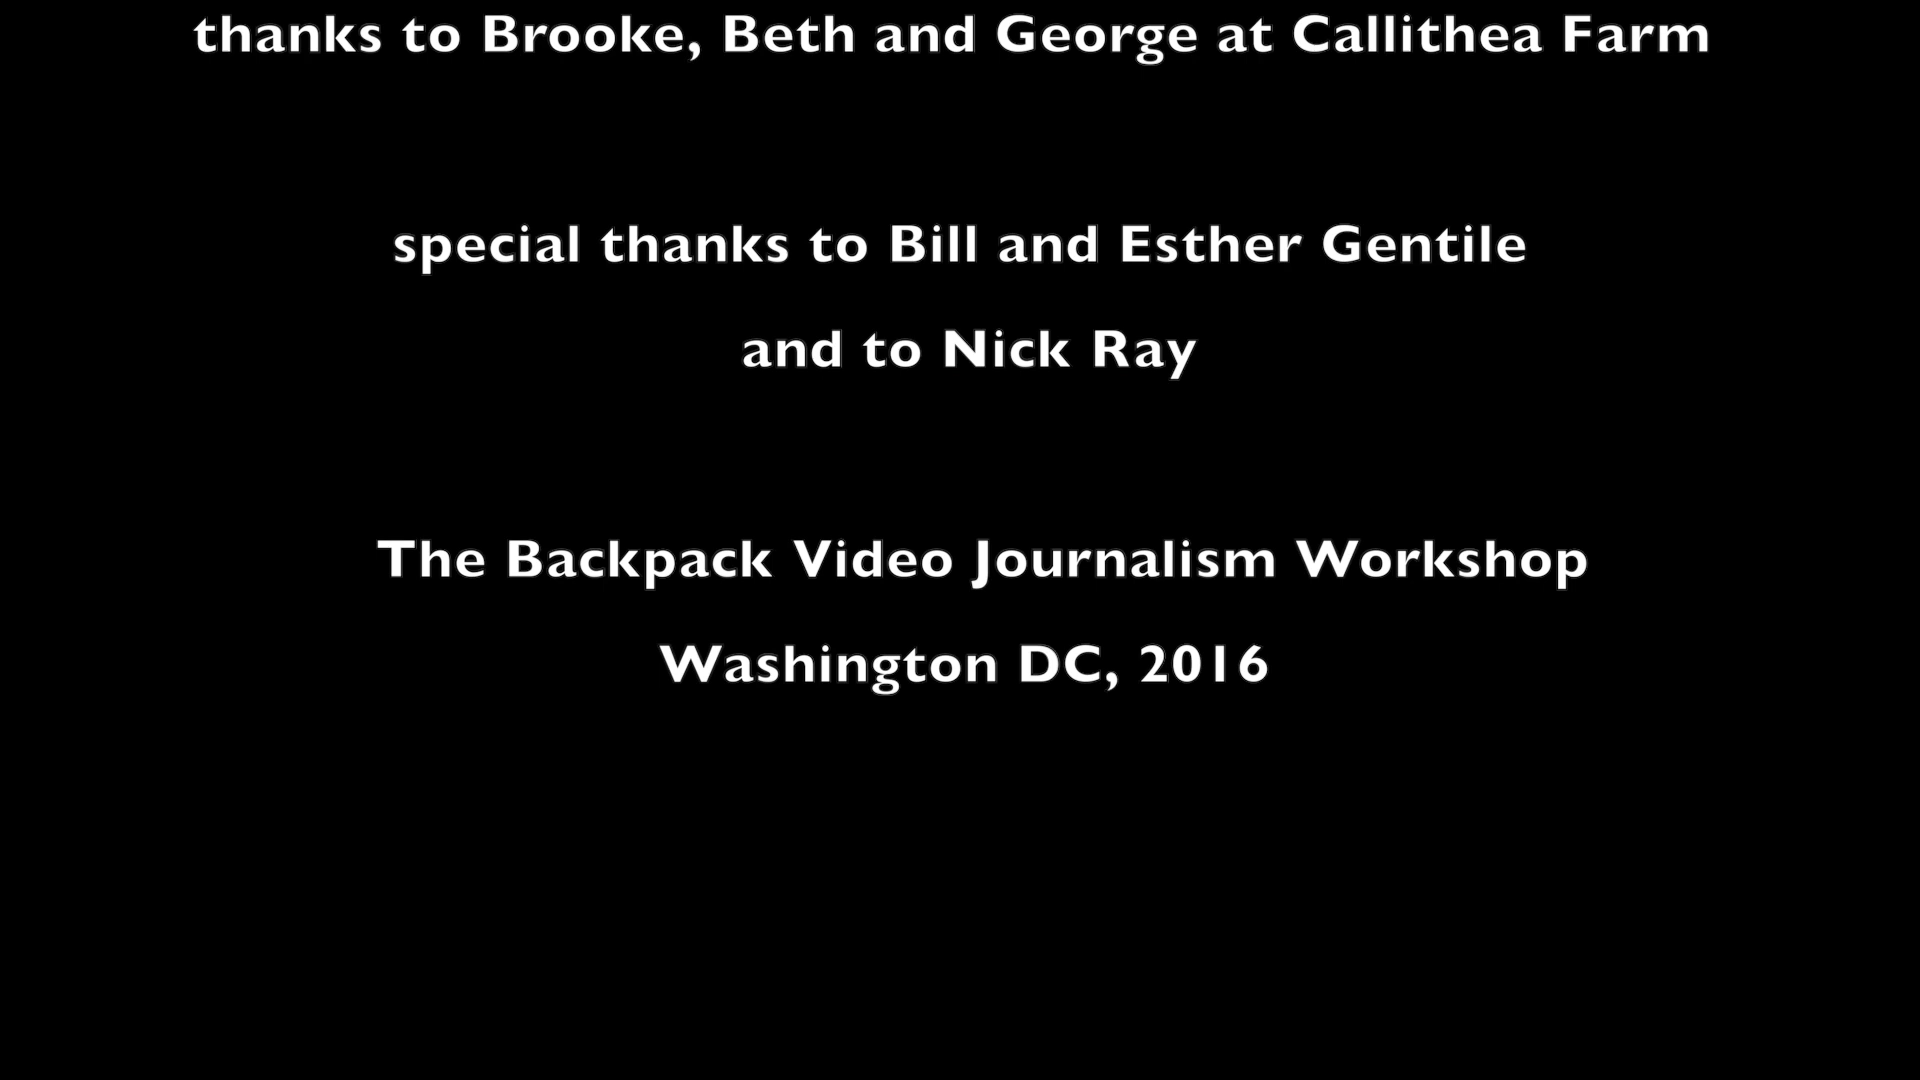 thanks to Brooke, Beth and George at Callithea Farm
special thanks to Bill and Esther Gentile
and to Nick Ray
The Backpack Video Journalism Workshop
Washington DC, 2016